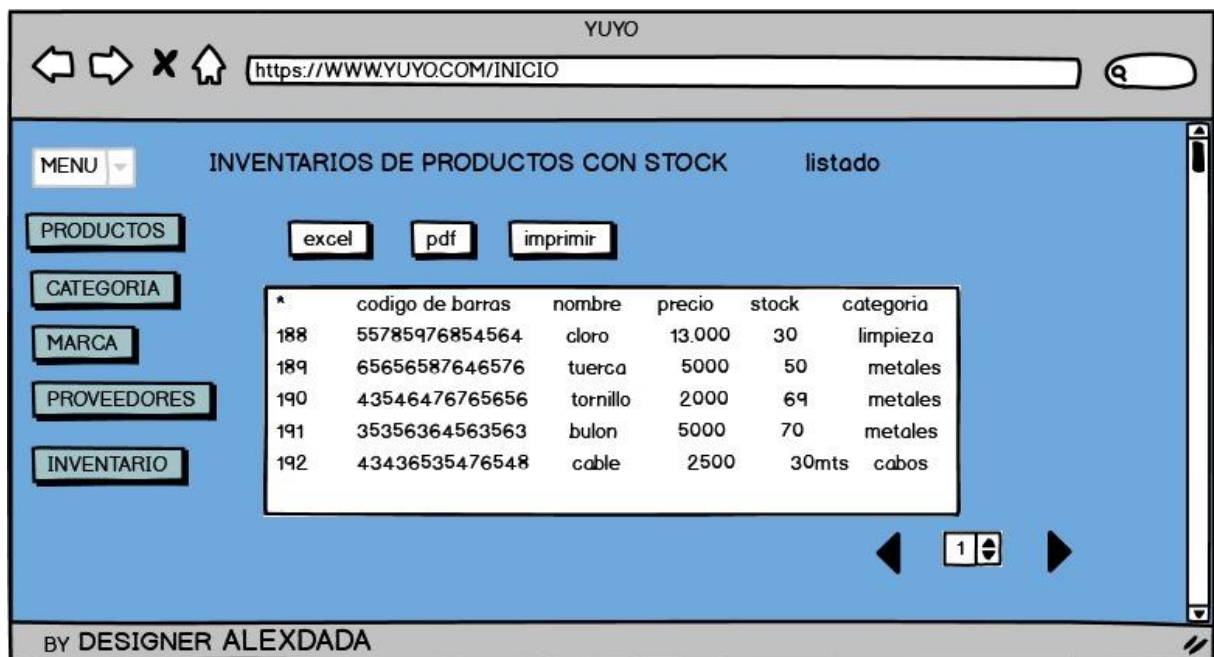 YUYO
https://WWW.YUYO.COM/INICIO
MENU
INVENTARIOS DE PRODUCTOS CON STOCK listado
PRODUCTOS
CATEGORIA
MARCA
PROVEEDORES
INVENTARIO
excel pdf imprimir
* codigo de barras nombre precio stock categoria
188 55785976854564 cloro 13.000 30 limpieza
189 65656587646576 tuerca 5000 50 metales
190 43546476765656 tornillo 2000 69 metales
191 35356364563563 bulon 5000 70 metales
192 43436535476548 cable 2500 30mts cabos
1
BY DESIGNER ALEXDADA